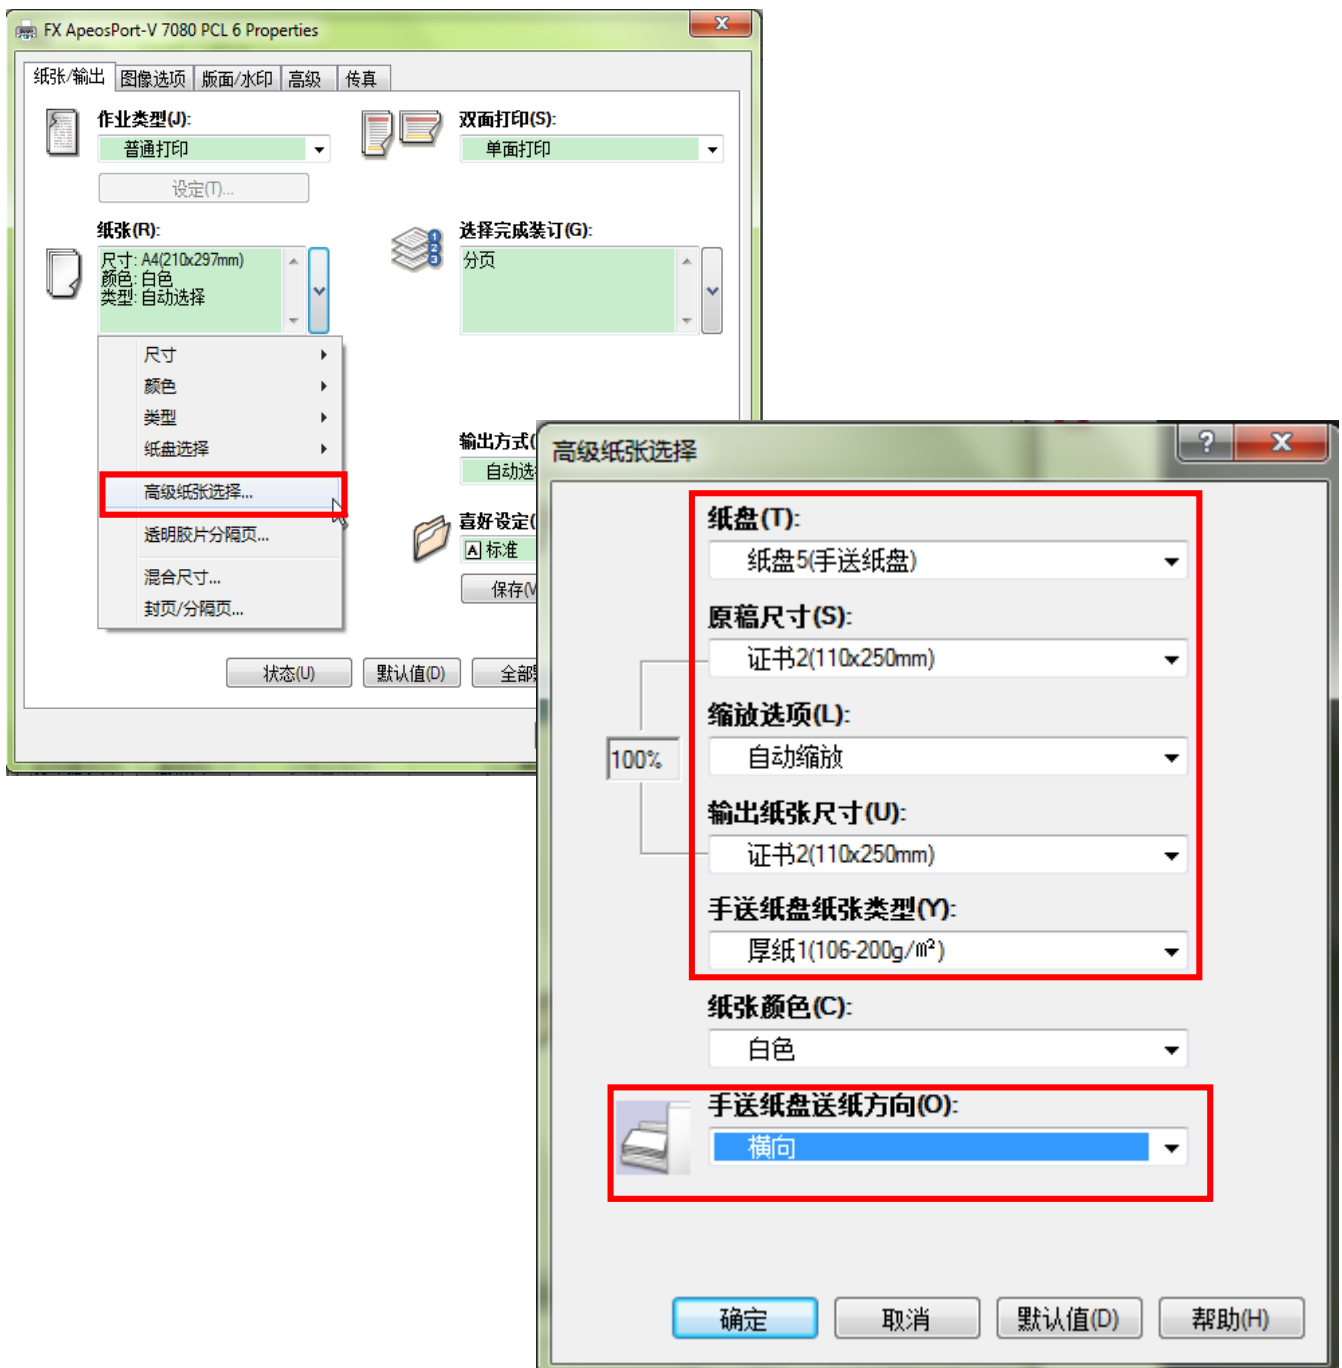 FX ApeosPort-V 7080 PCL 6 Properties
纸张/输出 图像选项 版面/水印 高级 传真
作业类型(J):
普通打印
设定(T)...
双面打印(S):
单面打印
纸张(R):
尺寸: A4(210x297mm)
颜色: 白色
类型: 自动选择
选择完成装订(G):
分页
1
2
3
尺寸
颜色
类型
纸盘选择
高级纸张选择...
透明胶片分隔页...
混合尺寸...
封页/分隔页...
输出方式(
自动选
喜好设定(
A 标准
保存(
状态(U) 默认值(D) 全部
高级纸张选择
?
纸盘(T):
纸盘5(手送纸盘)
原稿尺寸(S):
证书2(110x250mm)
缩放选项(L):
100% 自动缩放
输出纸张尺寸(U):
证书2(110x250mm)
手送纸盘纸张类型(Y):
厚纸1(106-200g/㎡)
纸张颜色(C):
白色
手送纸盘送纸方向(O):
横向
确定 取消 默认值(D) 帮助(H)